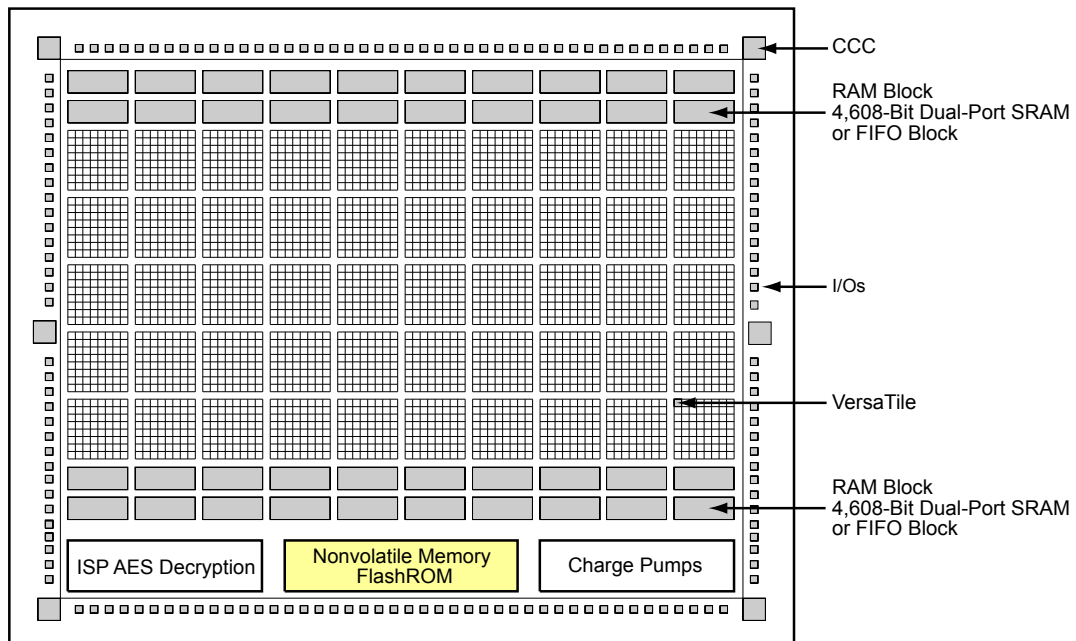 CCC
RAM Block
4,608-Bit Dual-Port SRAM
or FIFO Block
I/Os
VersaTile
RAM Block
4,608-Bit Dual-Port SRAM
or FIFO Block
ISP AES Decryption
Nonvolatile Memory
FlashROM
Charge Pumps